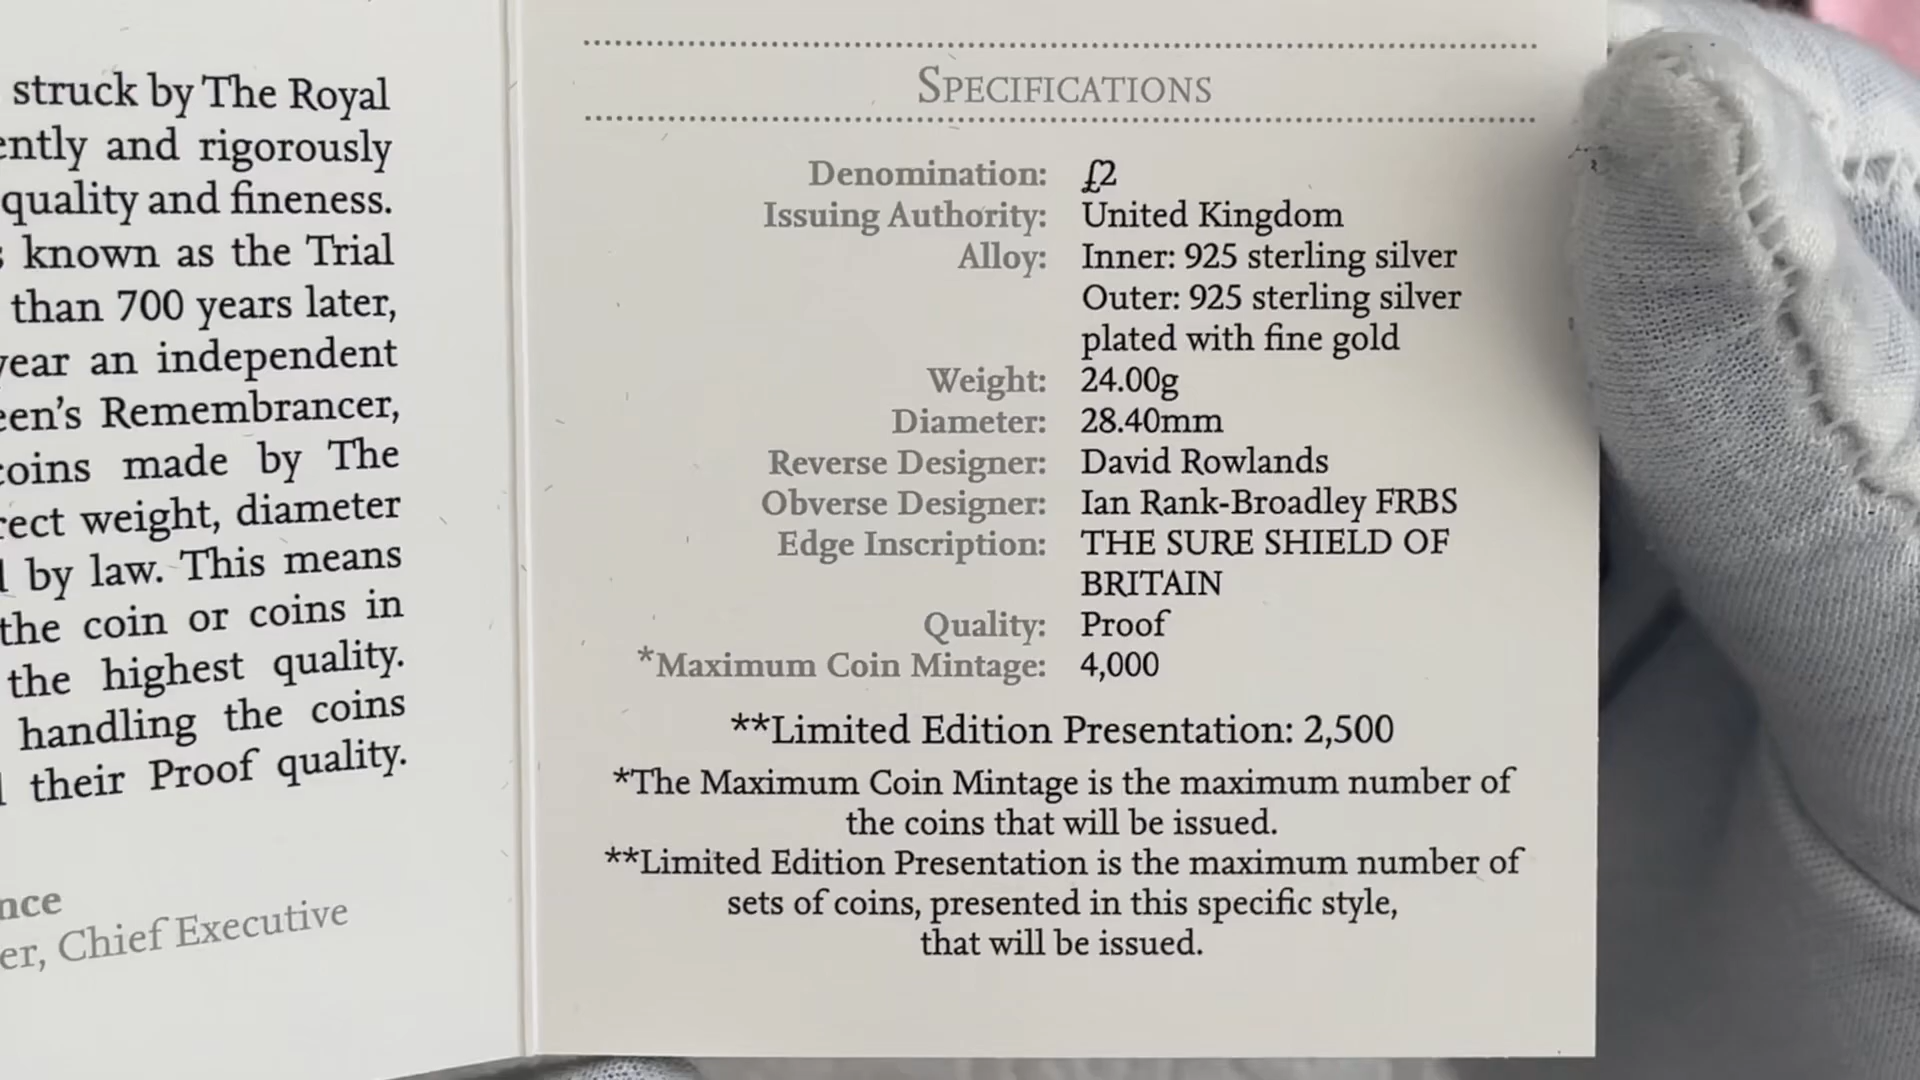 struck by The Royal
and rigorously
quality and fineness.
known as the Trial
than 700 years later,
an independent
Remembrancer,
made by The
weight, diameter
by law. This means
the coin or coins in
the highest quality.
handling the coins
their Proof quality.
Chief Executive
SPECIFICATIONS
Denomination: £2
Issuing Authority: United Kingdom
Alloy: Inner: 925 sterling silver
Outer: 925 sterling silver
plated with fine gold
Weight: 24.00g
Diameter: 28.40mm
Reverse Designer: David Rowlands
Obverse Designer: Ian Rank-Broadley FRBS
Edge Inscription: THE SURE SHIELD OF
BRITAIN
Quality: Proof
*Maximum Coin Mintage: 4,000
**Limited Edition Presentation: 2,500
*The Maximum Coin Mintage is the maximum number of
the coins that will be issued.
**Limited Edition Presentation is the maximum number of
sets of coins, presented in this specific style,
that will be issued.